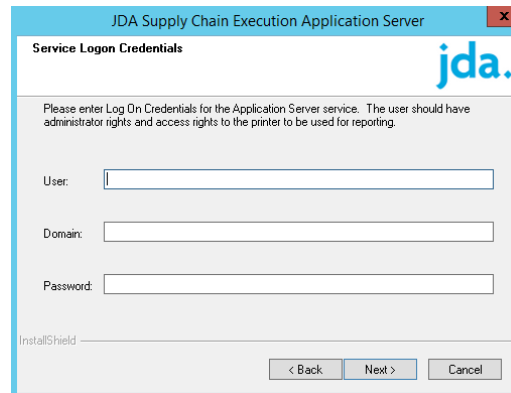 JDA Supply Chain Execution Application Server
x
Service Logon Credentials
jda.
Please enter Log On Credentials for the Application Server service. The user should have
administrator rights and access rights to the printer to be used for reporting.
User:
Domain:
Password:
InstallShield
< Back Next > Cancel